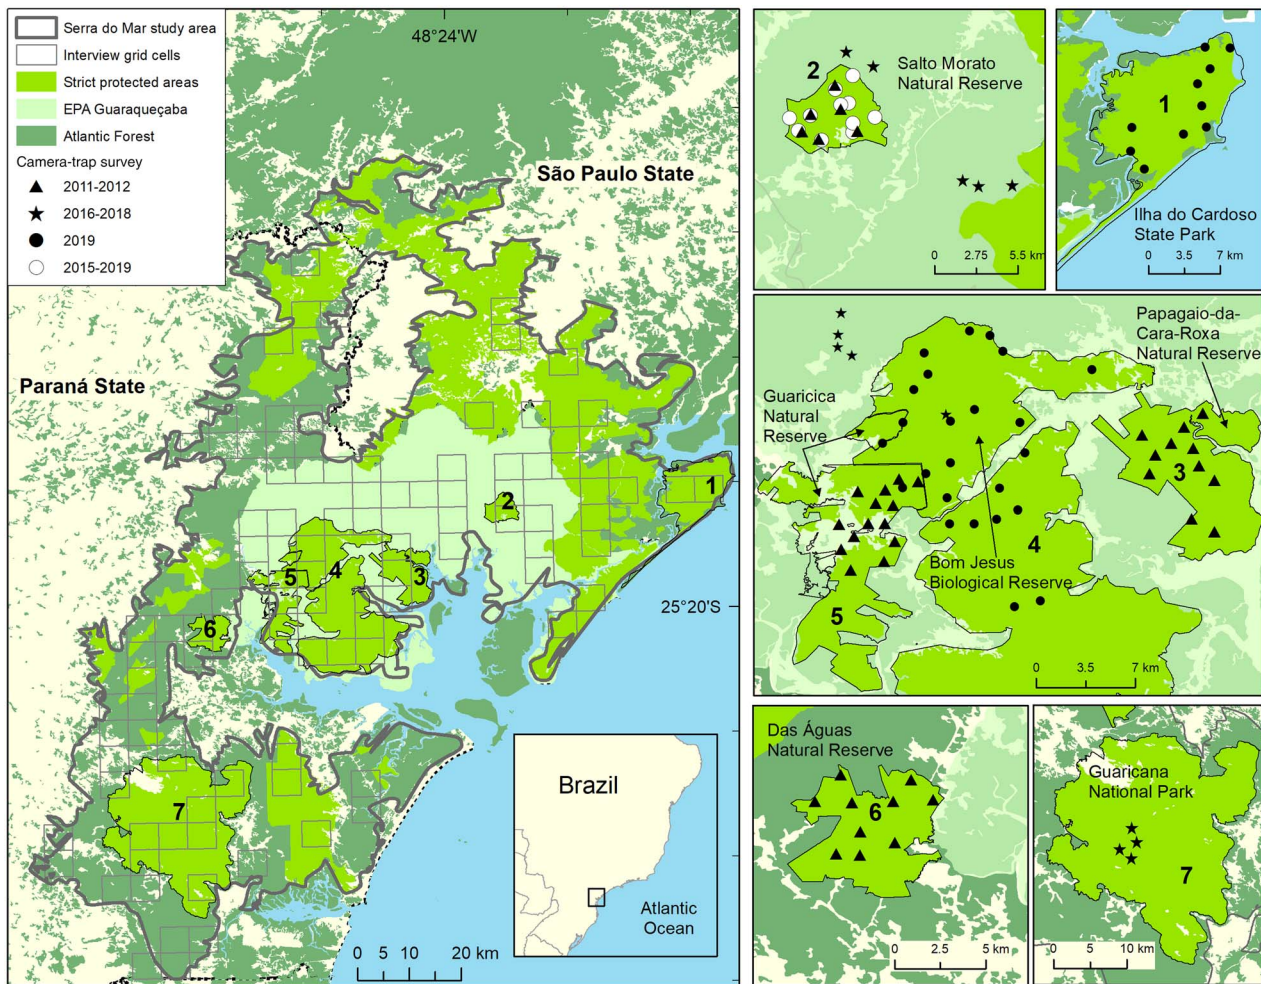 Serra do Mar study area
Interview grid cells
Strict protected areas
EPA Guaraqueçaba
Atlantic Forest
Camera-trap survey
2011-2012
2016-2018
2019
2015-2019
48°24'W
São Paulo State
Paraná State
25°20'S
1
2
3
4
5
6
7
0 5 10 20 km
Brazil
Atlantic
Ocean
2
Salto Morato
Natural Reserve
0 2.75 5.5 km
1
Ilha do Cardoso
State Park
0 3.5 7 km
Papagaio-da-
Cara-Roxa
Natural Reserve
Guaricica
Natural
Reserve
3
4
Bom Jesus
Biological Reserve
5
0 3.5 7 km
Das Águas
Natural Reserve
6
0 2.5 5 km
Guaricana
National Park
7
0 10 km